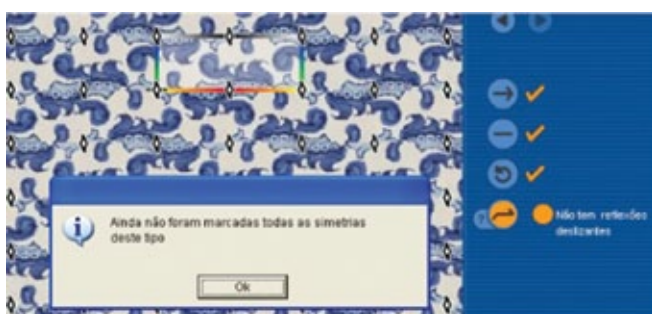 Ainda não foram marcadas todas as simetrias
deste tipo
Ok
Não tem reflexões
deslizantes